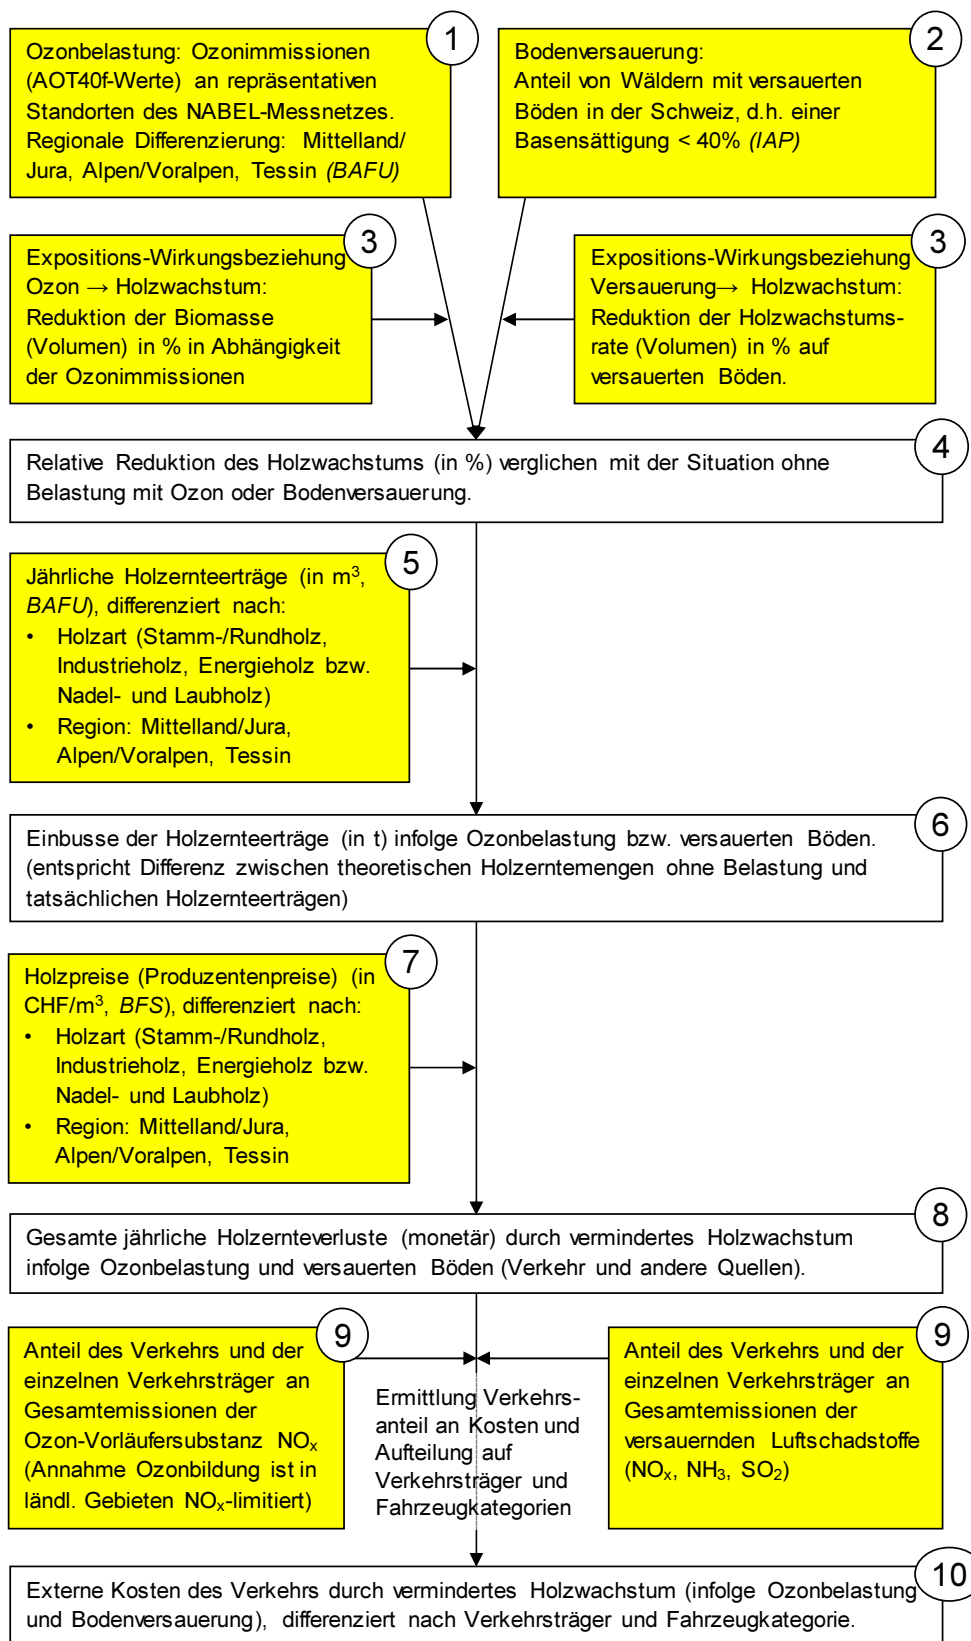 1
Ozonbelastung: Ozonimmissionen
(AOT40f-Werte) an repräsentativen
Standorten des NABEL-Messnetzes.
Regionale Differenzierung: Mittelland/
Jura, Alpen/Voralpen, Tessin (BAFU)
2
Bodenversauerung:
Anteil von Wäldern mit versauerten
Böden in der Schweiz, d.h. einer
Basensättigung < 40% (IAP)
3
Expositions-Wirkungsbeziehung
Ozon → Holzwachstum:
Reduktion der Biomasse
(Volumen) in % in Abhängigkeit
der Ozonimmissionen
3
Expositions-Wirkungsbeziehung
Versauerung→ Holzwachstum:
Reduktion der Holzwachstums-
rate (Volumen) in % auf
versauerten Böden.
4
Relative Reduktion des Holzwachstums (in %) verglichen mit der Situation ohne
Belastung mit Ozon oder Bodenversauerung.
5
Jährliche Holzernteerträge (in m³,
BAFU), differenziert nach:
• Holzart (Stamm-/Rundholz,
Industrieholz, Energieholz bzw.
Nadel- und Laubholz)
• Region: Mittelland/Jura,
Alpen/Voralpen, Tessin
6
Einbusse der Holzernteerträge (in t) infolge Ozonbelastung bzw. versauerten Böden.
(entspricht Differenz zwischen theoretischen Holzerntemengen ohne Belastung und
tatsächlichen Holzernteerträgen)
7
Holzpreise (Produzentenpreise) (in
CHF/m³, BFS), differenziert nach:
• Holzart (Stamm-/Rundholz,
Industrieholz, Energieholz bzw.
Nadel- und Laubholz)
• Region: Mittelland/Jura,
Alpen/Voralpen, Tessin
8
Gesamte jährliche Holzernteverluste (monetär) durch vermindertes Holzwachstum
infolge Ozonbelastung und versauerten Böden (Verkehr und andere Quellen).
9
Anteil des Verkehrs und der
einzelnen Verkehrsträger an
Gesamtemissionen der
Ozon-Vorläufersubstanz NOₓ
(Annahme Ozonbildung ist in
ländl. Gebieten NOₓ-limitiert)
Ermittlung Verkehrs-
anteil an Kosten und
Aufteilung auf
Verkehrsträger und
Fahrzeugkategorien
9
Anteil des Verkehrs und der
einzelnen Verkehrsträger an
Gesamtemissionen der
versauernden Luftschadstoffe
(NOₓ, NH₃, SO₂)
10
Externe Kosten des Verkehrs durch vermindertes Holzwachstum (infolge Ozonbelastung
und Bodenversauerung), differenziert nach Verkehrsträger und Fahrzeugkategorie.